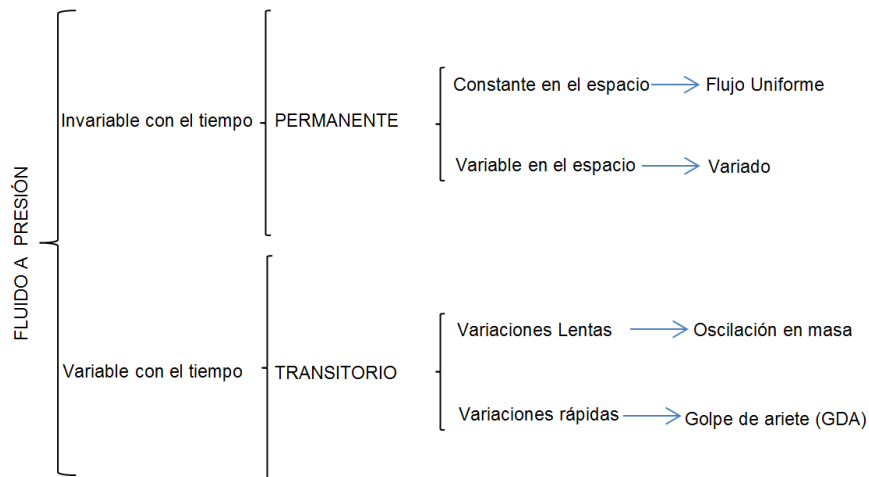 FLUIDO A PRESIÓN
Invariable con el tiempo
PERMANENTE
Constante en el espacio
Flujo Uniforme
Variable en el espacio
Variado
Variable con el tiempo
TRANSITORIO
Variaciones Lentas
Oscilación en masa
Variaciones rápidas
Golpe de ariete (GDA)